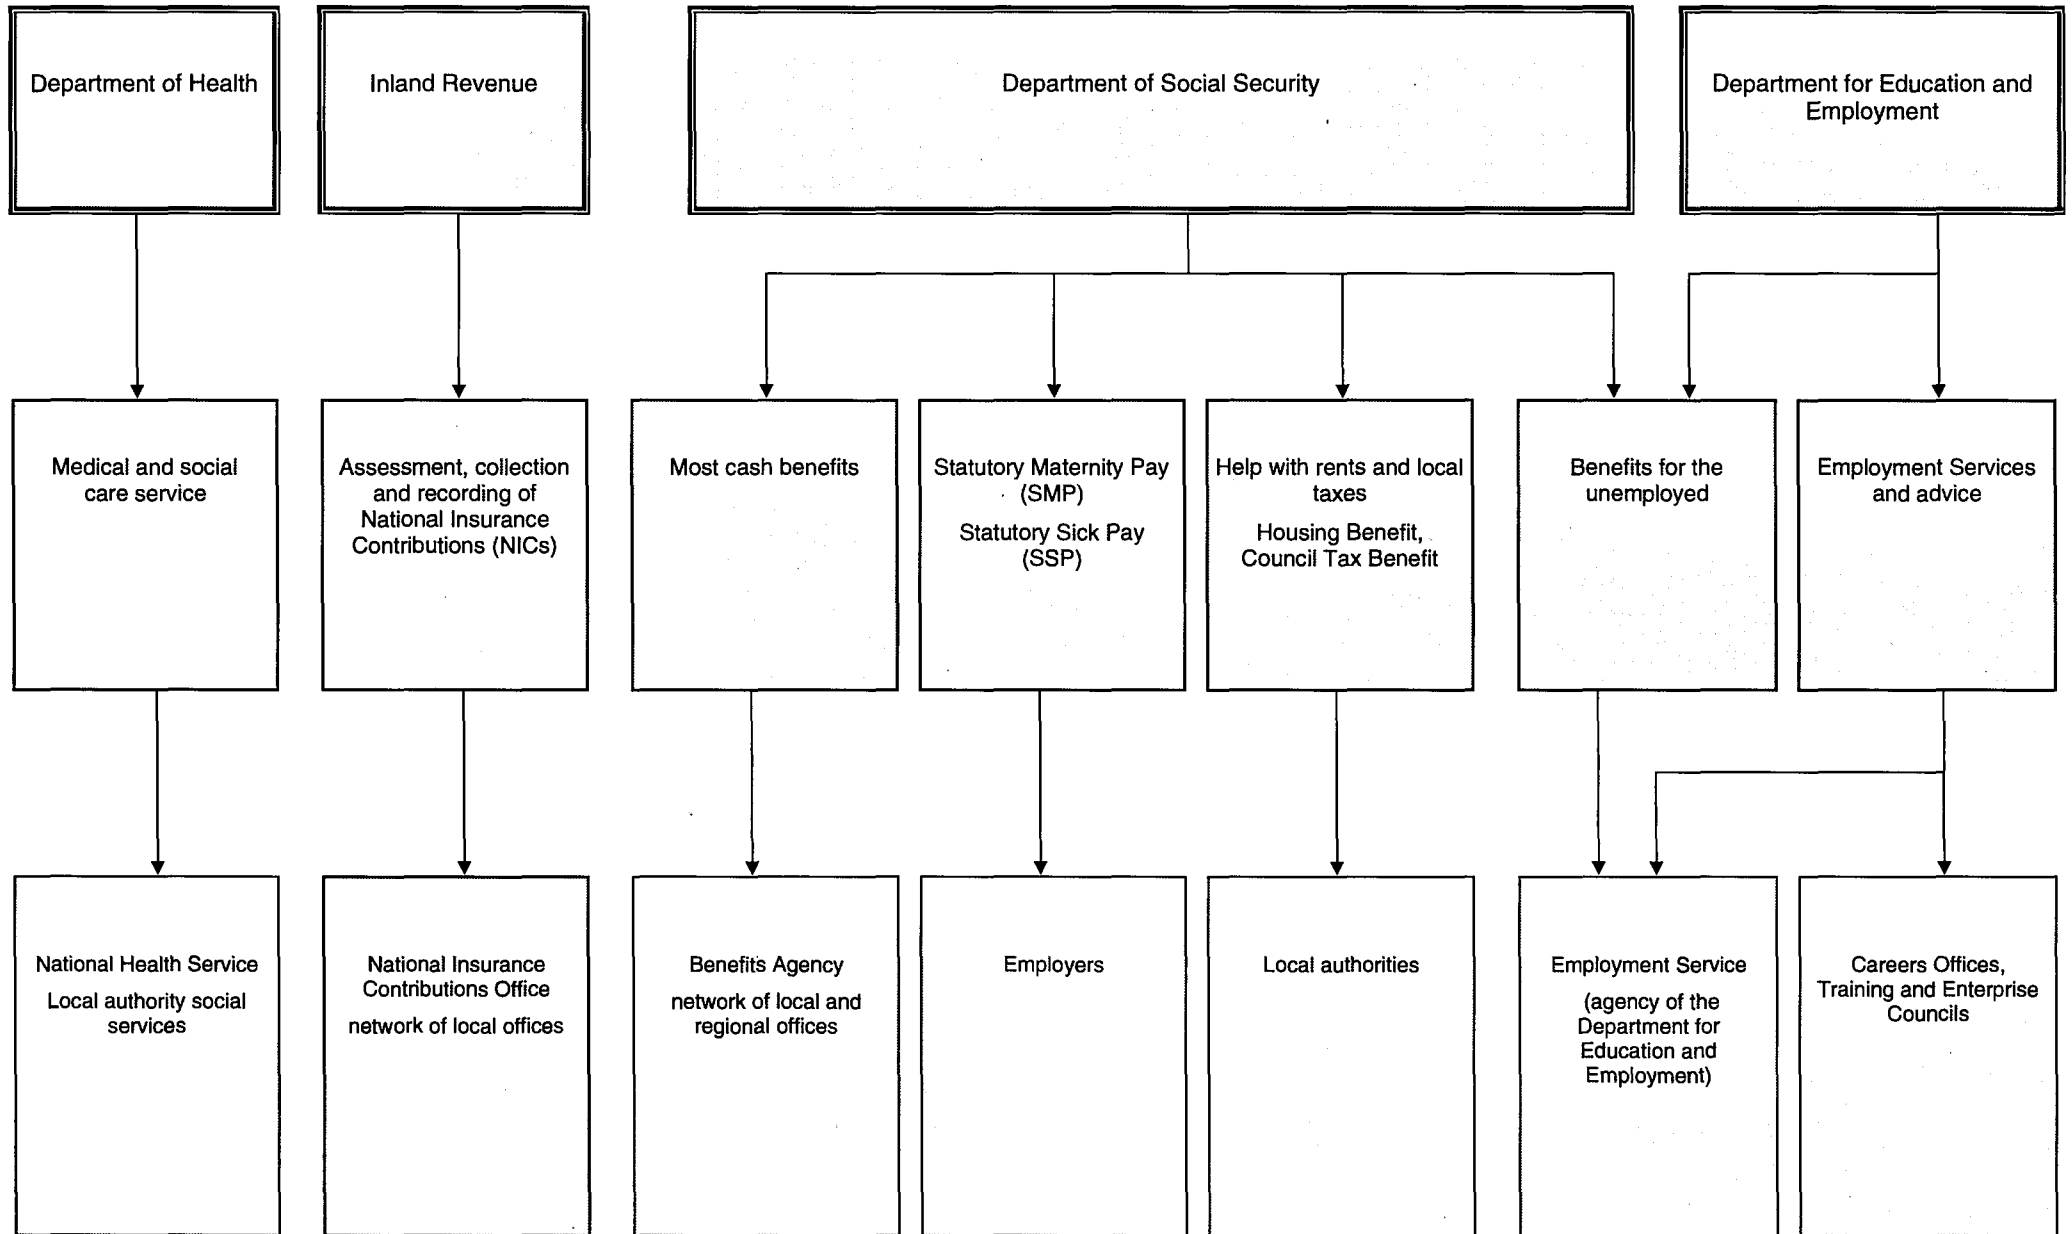 Department of Health
Inland Revenue
Department of Social Security
Department for Education and
Employment
Medical and social
care service
Assessment, collection
and recording of
National Insurance
Contributions (NICs)
Most cash benefits
Statutory Maternity Pay
(SMP)
Statutory Sick Pay
(SSP)
Help with rents and local
taxes
Housing Benefit,
Council Tax Benefit
Benefits for the
unemployed
Employment Services
and advice
National Health Service
Local authority social
services
National Insurance
Contributions Office
network of local offices
Benefits Agency
network of local and
regional offices
Employers
Local authorities
Employment Service
(agency of the
Department for
Education and
Employment)
Careers Offices,
Training and Enterprise
Councils